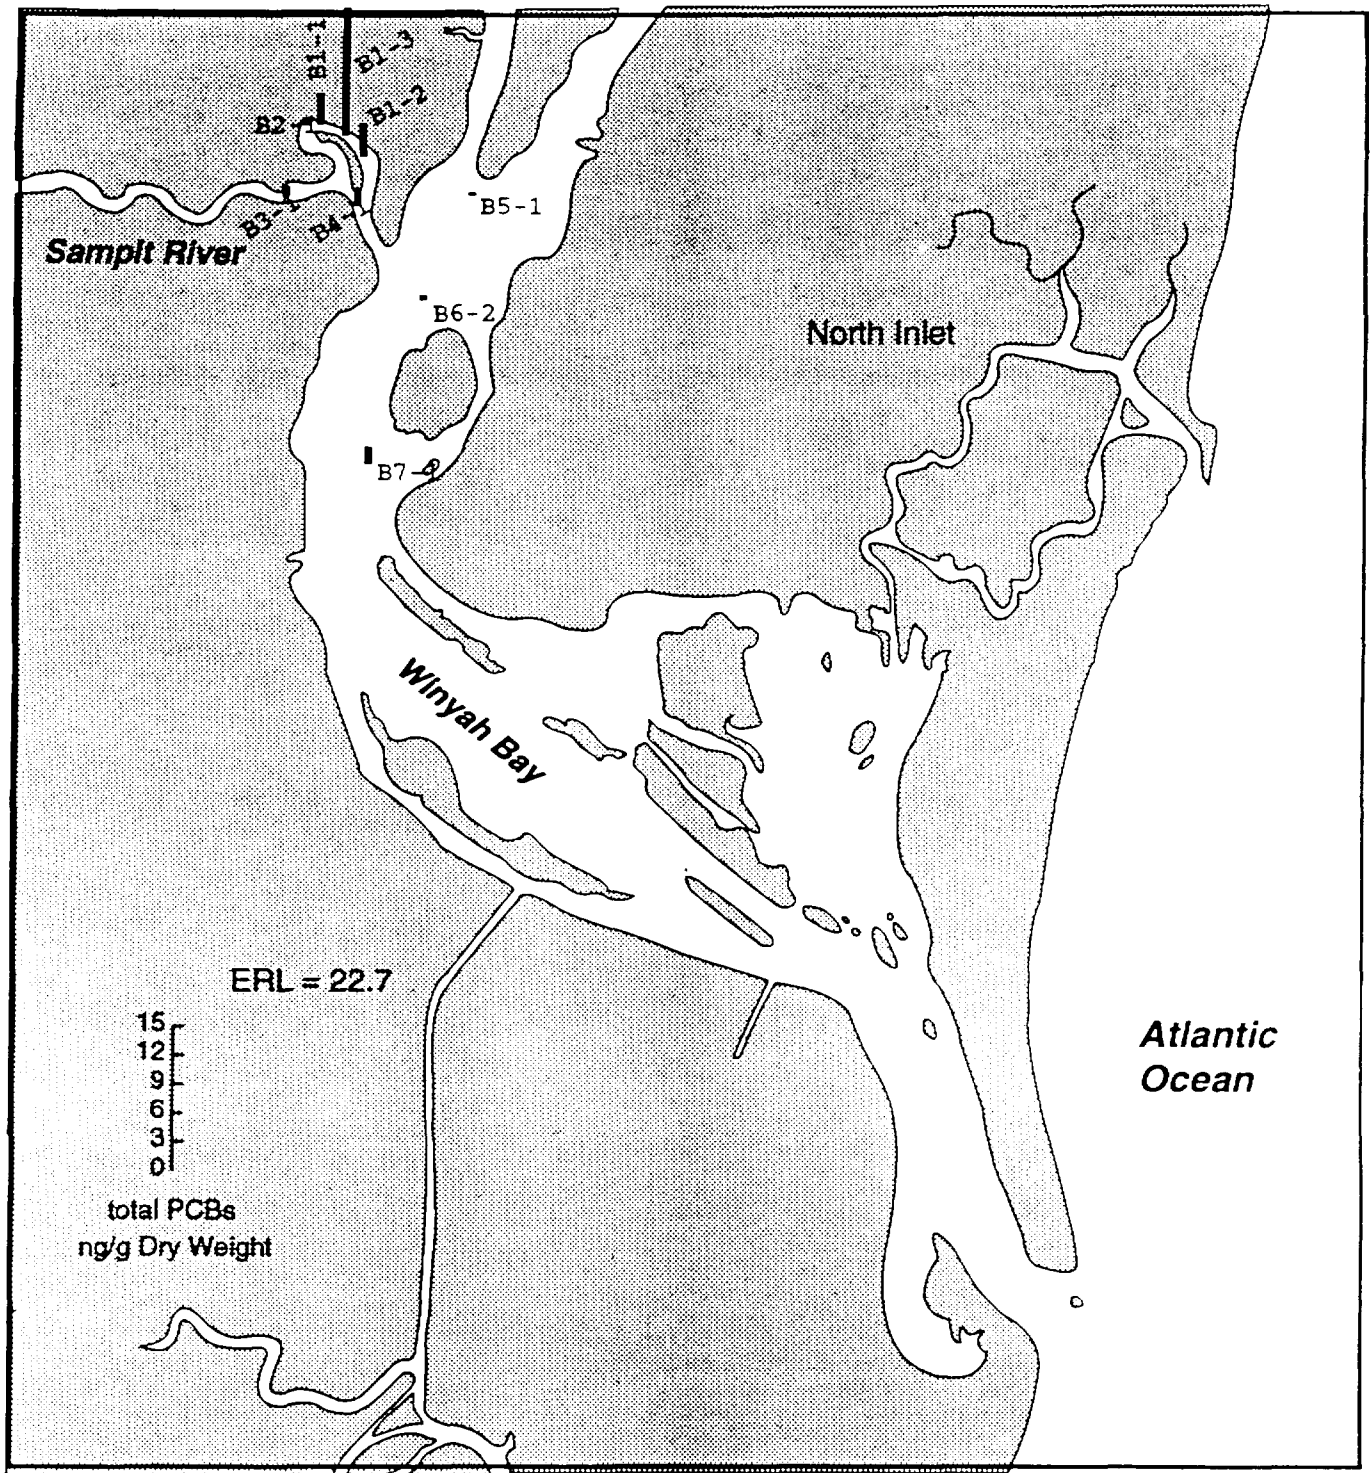 B1-1
B1-3
B1-2
B2-
B5-1
B3-1
B4-1
Sampit River
B6-2
North Inlet
B7-
Winyah Bay
ERL = 22.7
15
12
9
6
3
0
Atlantic
Ocean
total PCBs
ng/g Dry Weight